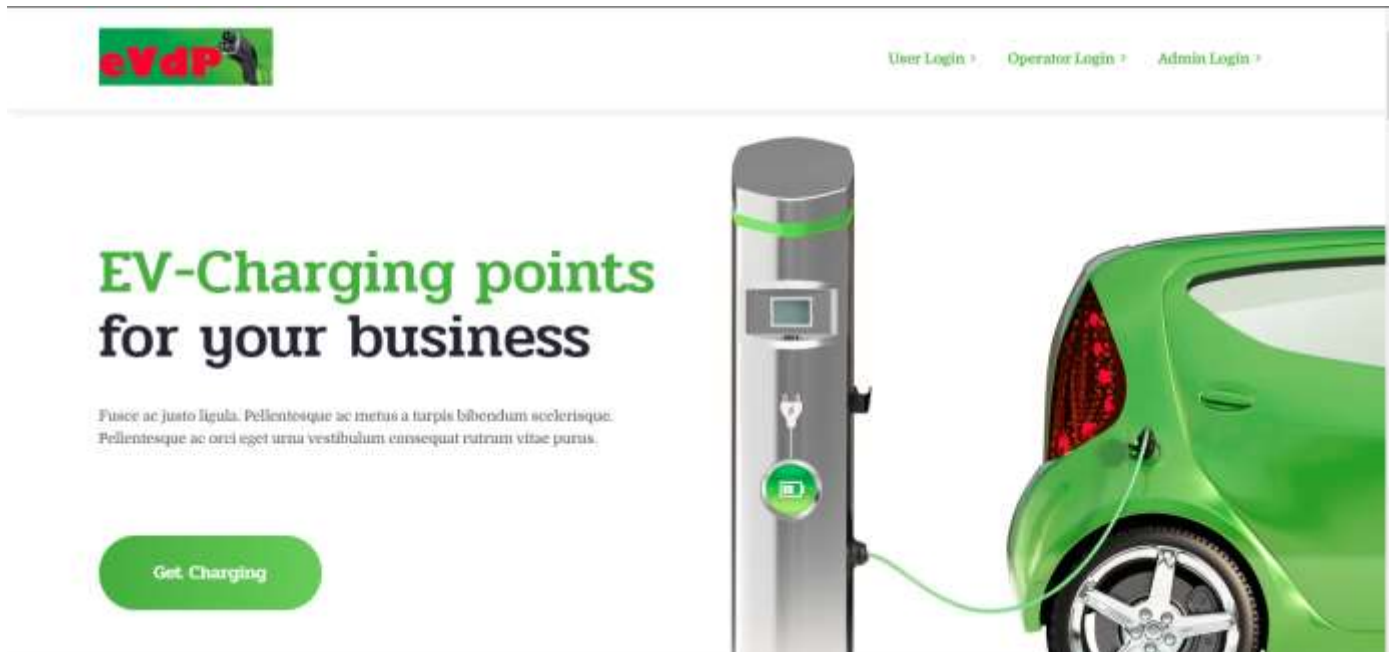 eVdP
User Login >
Operator Login >
Admin Login >
EV-Charging points
for your business
Fusce ac justo ligula. Pellentesque ac metus a turpis bibendum scelerisque.
Pellentesque ac orci eget urna vestibulum consequat rutrum vitae purus.
Get Charging